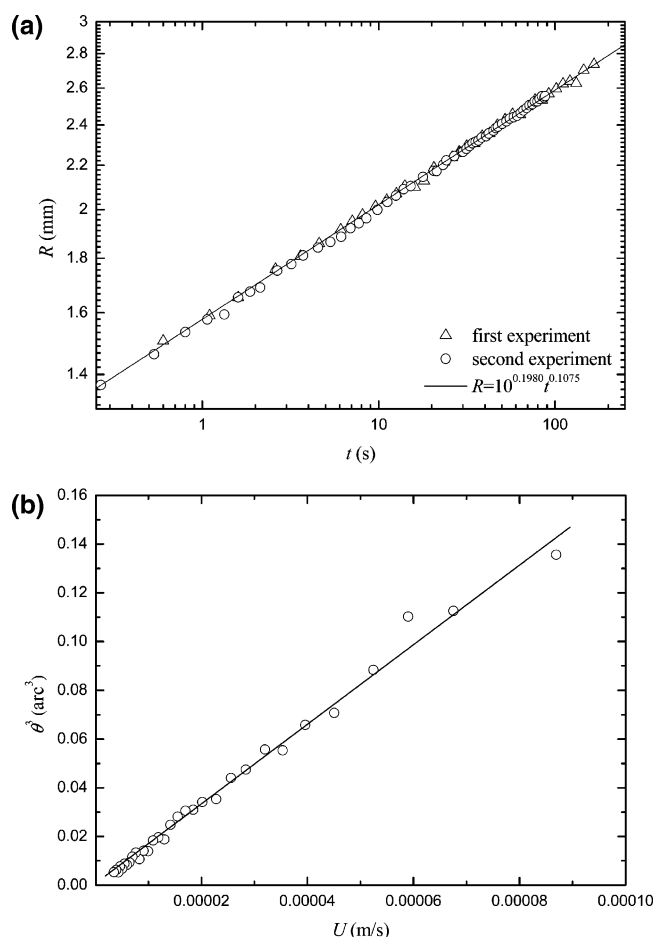 (a)
3
2.8
2.6
2.4
2.2
2
1.8
1.6
1.4
R (mm)
△ first experiment
○ second experiment
— R=10^0.1980 t^0.1075
1 10 100
t (s)
(b)
0.16
0.14
0.12
0.10
0.08
0.06
0.04
0.02
0.00
θ³ (arc³)
0.00002 0.00004 0.00006 0.00008 0.00010
U (m/s)